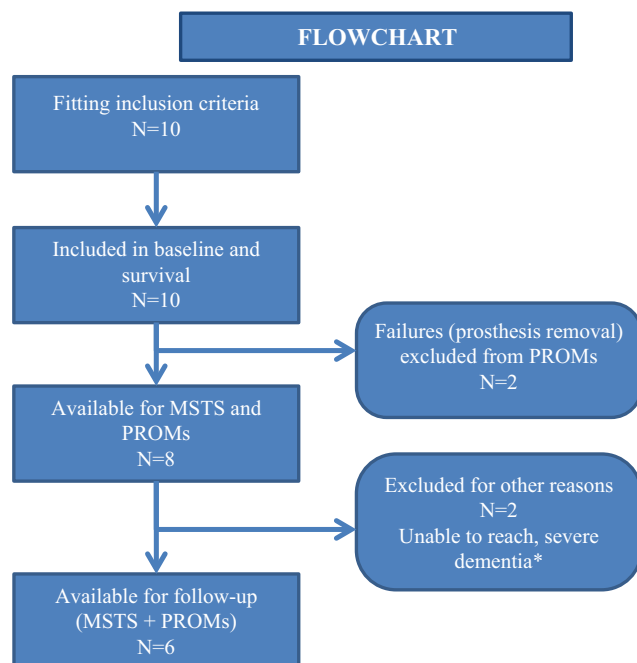 FLOWCHART
Fitting inclusion criteria
N=10
Included in baseline and
survival
N=10
Failures (prosthesis removal)
excluded from PROMs
N=2
Available for MSTS and
PROMs
N=8
Excluded for other reasons
N=2
Unable to reach, severe
dementia*
Available for follow-up
(MSTS + PROMs)
N=6